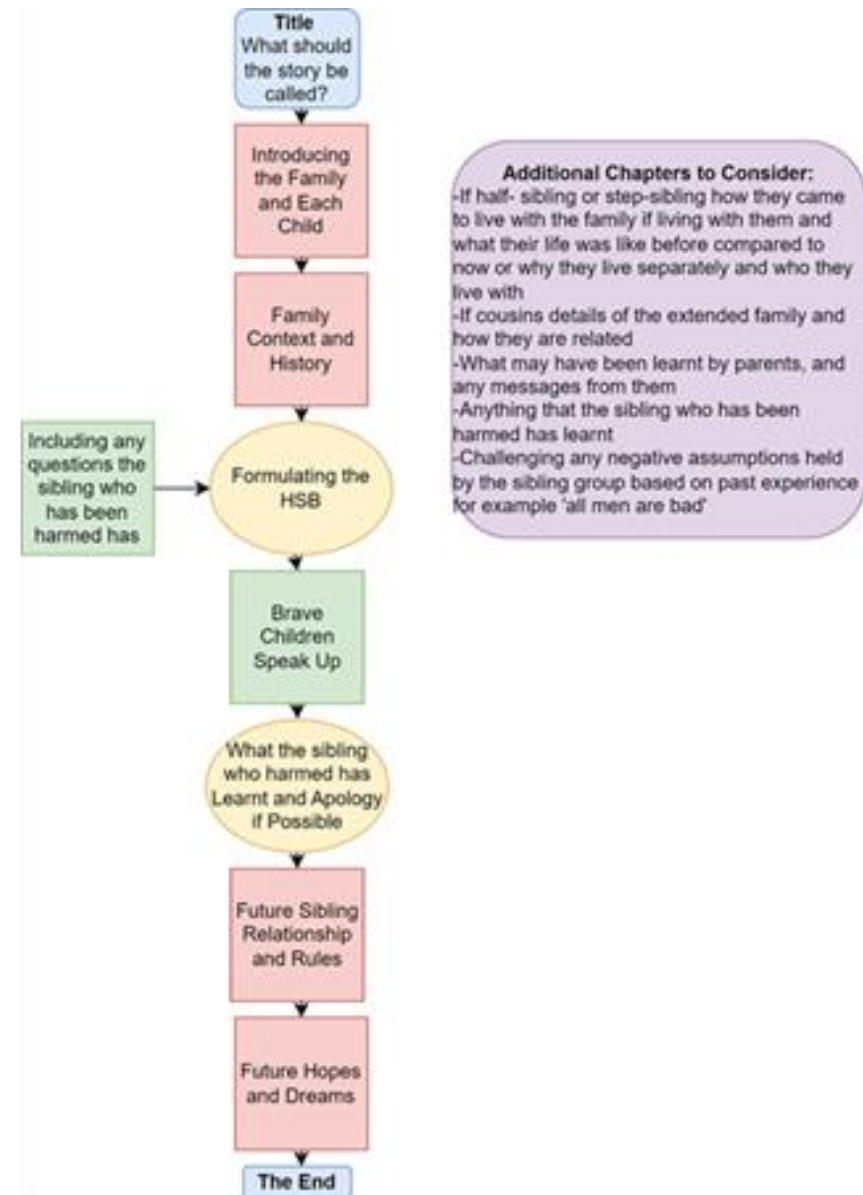 Title
What should
the story be
called?
Introducing
the Family
and Each
Child
Family
Context and
History
Including any
questions the
sibling who
has been
harmed has
Formulating the
HSB
Brave
Children
Speak Up
What the sibling
who harmed has
Learnt and Apology
if Possible
Future Sibling
Relationship
and Rules
Future Hopes
and Dreams
The End
Additional Chapters to Consider:
-If half- sibling or step-sibling how they came
to live with the family if living with them and
what their life was like before compared to
now or why they live separately and who they
live with
-If cousins details of the extended family and
how they are related
-What may have been learnt by parents, and
any messages from them
-Anything that the sibling who has been
harmed has learnt
-Challenging any negative assumptions held
by the sibling group based on past experience
for example 'all men are bad'